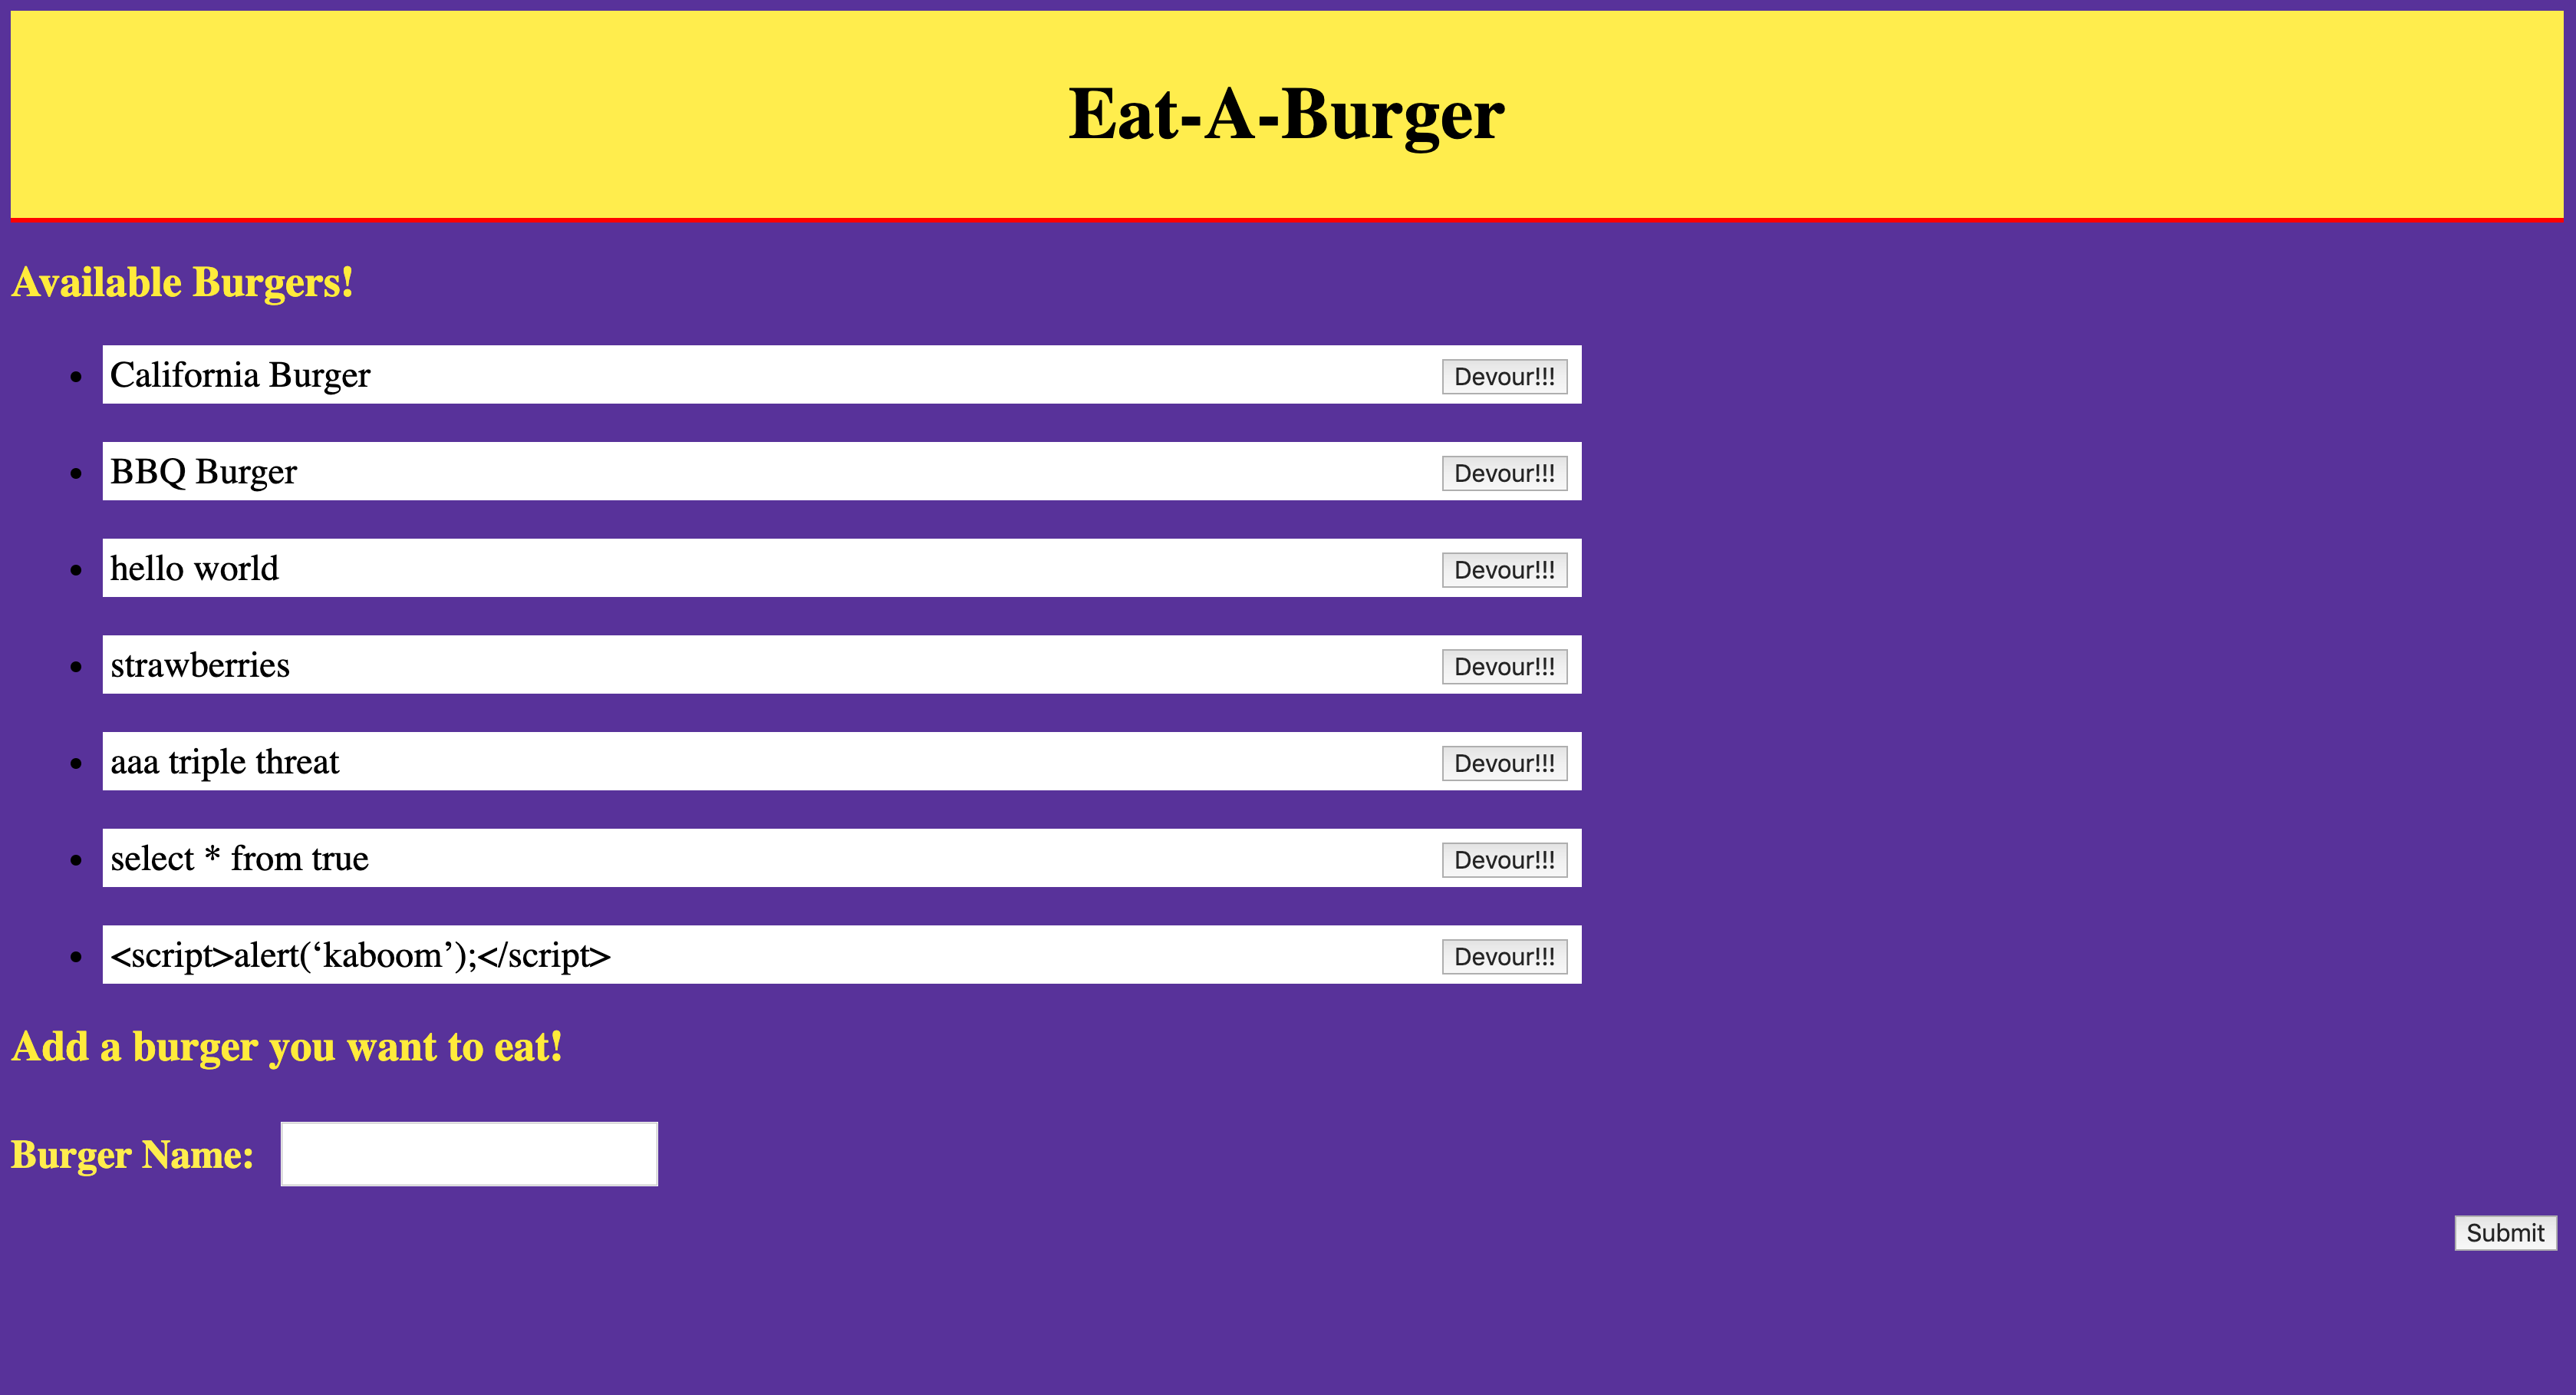 Eat-A-Burger
Available Burgers!
California Burger Devour!!!
BBQ Burger Devour!!!
hello world Devour!!!
strawberries Devour!!!
aaa triple threat Devour!!!
select * from true Devour!!!
<script>alert(‘kaboom’);</script> Devour!!!
Add a burger you want to eat!
Burger Name:
Submit